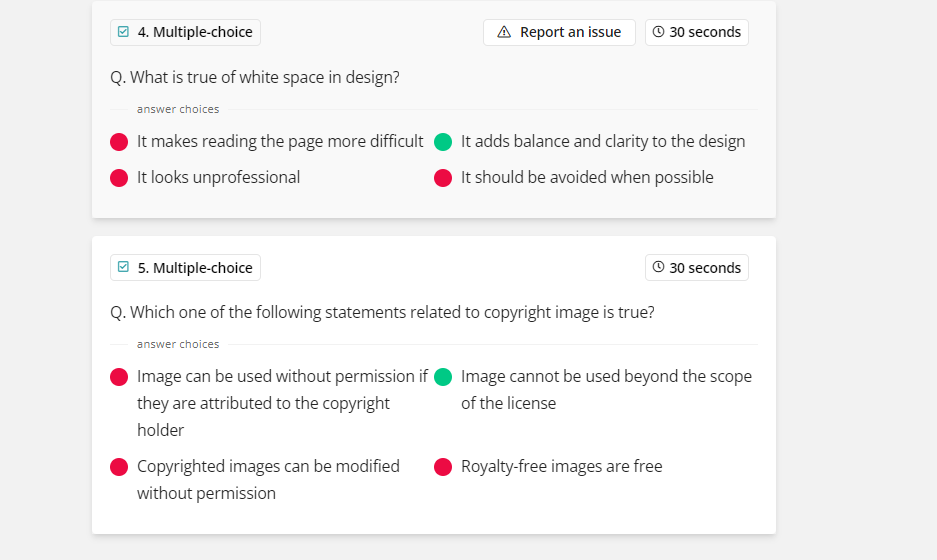 4. Multiple-choice
Report an issue
30 seconds
Q. What is true of white space in design?
answer choices
It makes reading the page more difficult
It adds balance and clarity to the design
It looks unprofessional
It should be avoided when possible
5. Multiple-choice
30 seconds
Q. Which one of the following statements related to copyright image is true?
answer choices
Image can be used without permission if
they are attributed to the copyright
holder
Image cannot be used beyond the scope
of the license
Copyrighted images can be modified
without permission
Royalty-free images are free